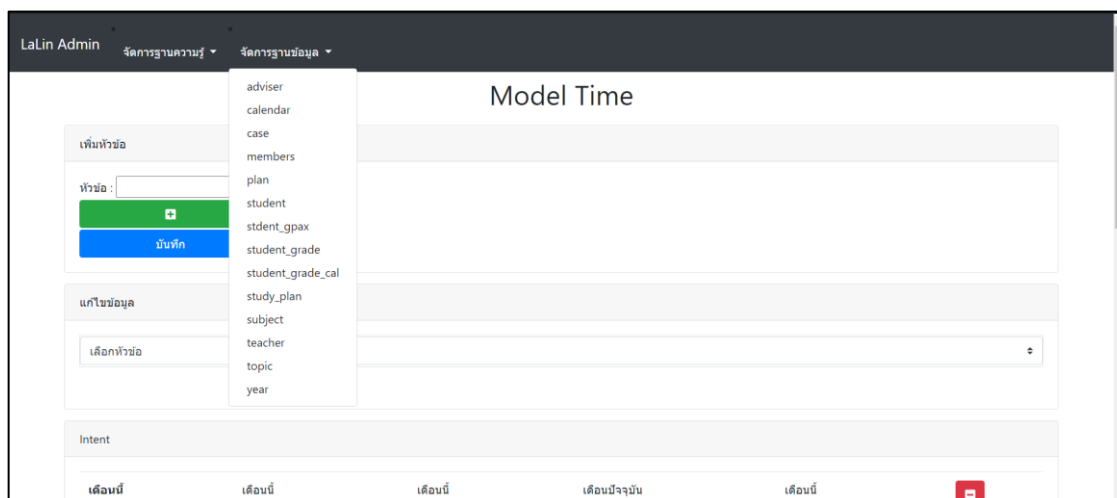 LaLin Admin จัดการฐานความรู้ จัดการฐานข้อมูล
adviser
calendar
case
members
plan
student
stdent_gpax
student_grade
student_grade_cal
study_plan
subject
teacher
topic
year
Model Time
เพิ่มหัวข้อ
หัวข้อ :
บันทึก
แก้ไขข้อมูล
เลือกหัวข้อ
Intent
เดือนนี้ เดือนนี้ เดือนนี้ เดือนปัจจุบัน เดือนนี้